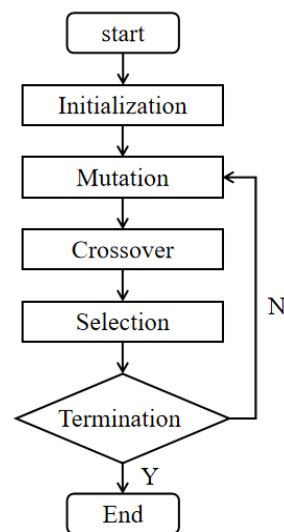 start
Initialization
Mutation
Crossover
N
Selection
Termination
Y
End